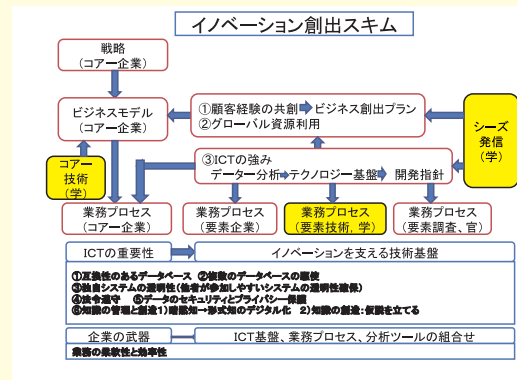 イノベーション創出スキム
戦略
(コアー企業)
ビジネスモデル
(コアー企業)
①顧客経験の共創 ビジネス創出プラン
②グローバル資源利用
シーズ
発信
(学)
コアー
技術
(学)
③ICTの強み
データー分析 テクノロジー基盤 開発指針
業務プロセス
(コアー企業)
業務プロセス
(要素企業)
業務プロセス
(要素技術, 学)
業務プロセス
(要素調査、官)
ICTの重要性 イノベーションを支える技術基盤
①互換性のあるデータベース ②複数のデータベースの駆使
③独自システムの透明性(他者が参加しやすいシステムの透明性確保)
④法令遵守 ⑤データのセキュリティとプライバシー保護
⑥知識の管理と創造1)暗黙知→形式知のデジタル化 2)知識の創造:仮説を立てる
企業の武器 ICT基盤、業務プロセス、分析ツールの組合せ
業務の柔軟性と効率性